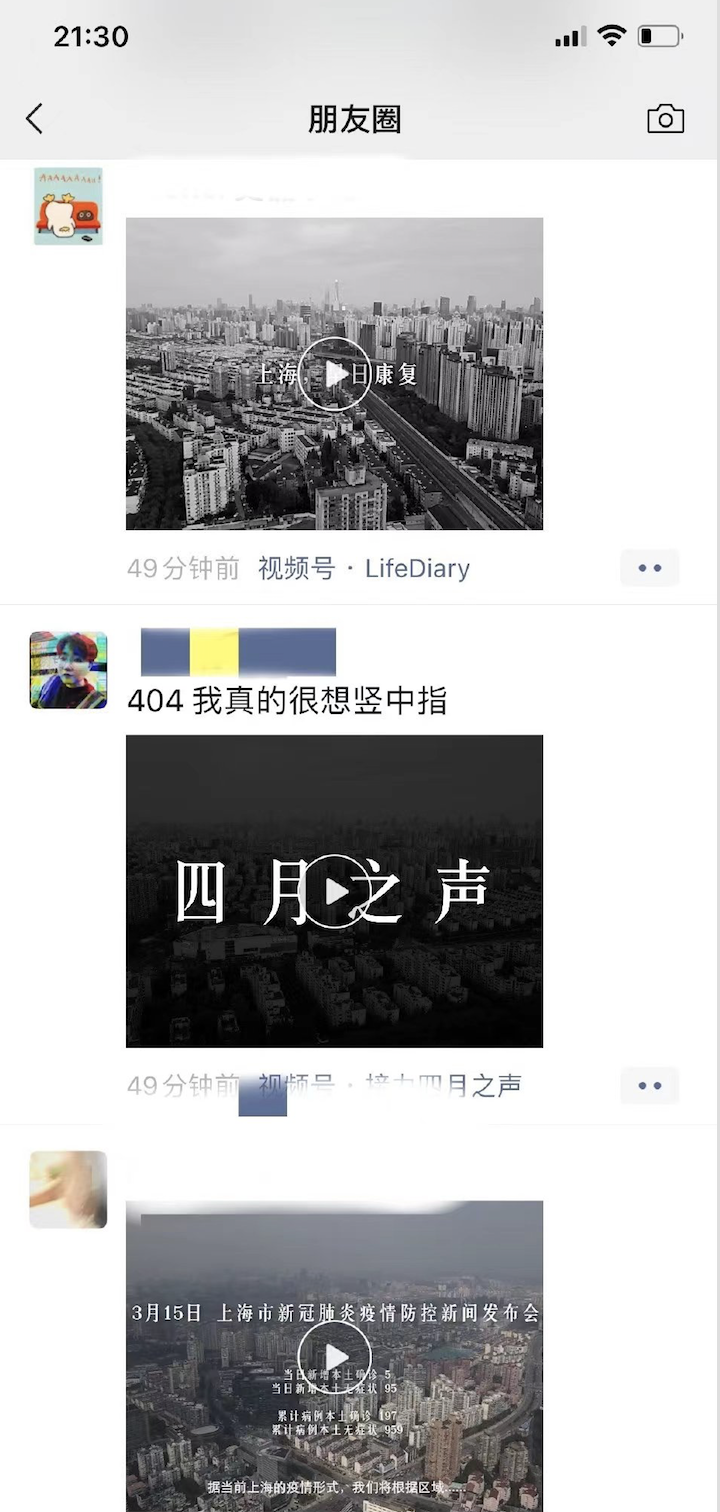 21:30
朋友圈
AAAAAAAAA!
上海，早日康复
49分钟前 视频号 · LifeDiary
404 我真的很想竖中指
四月之声
49分钟前 视频号 · 接力四月之声
3月15日 上海市新冠肺炎疫情防控新闻发布会
当日新增本土确诊 5
当日新增本土无症状 95
累计病例本土确诊 197
累计病例本土无症状 959
据当前上海的疫情形式，我们将根据区域......